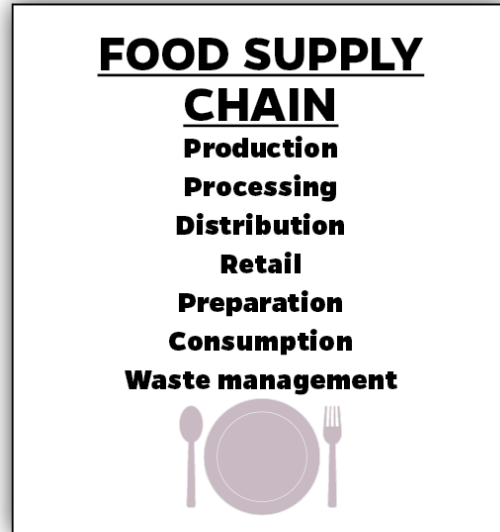 FOOD SUPPLY
CHAIN
Production
Processing
Distribution
Retail
Preparation
Consumption
Waste management